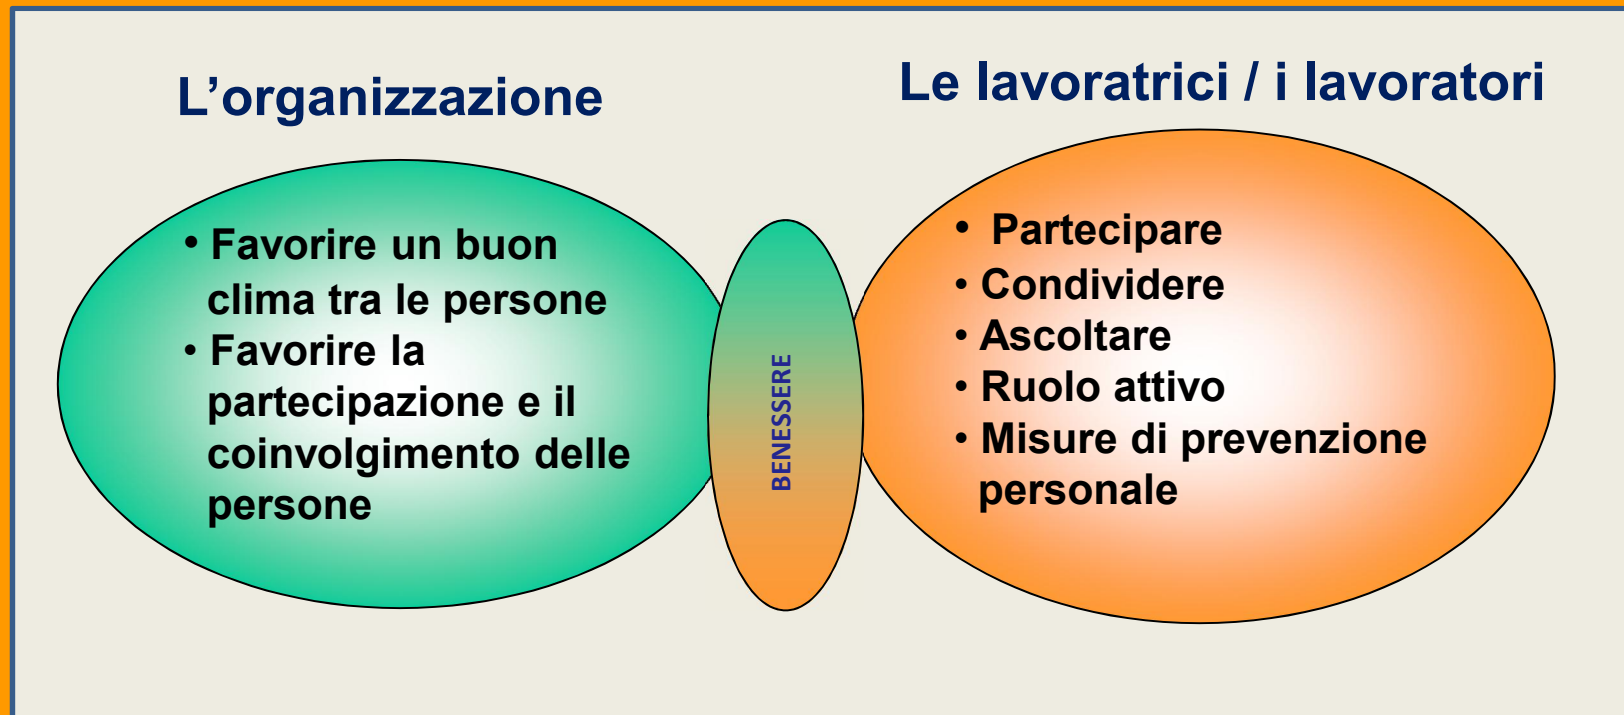 L’organizzazione
• Favorire un buon
clima tra le persone
• Favorire la
partecipazione e il
coinvolgimento delle
persone
BENESSERE
Le lavoratrici / i lavoratori
• Partecipare
• Condividere
• Ascoltare
• Ruolo attivo
• Misure di prevenzione
personale